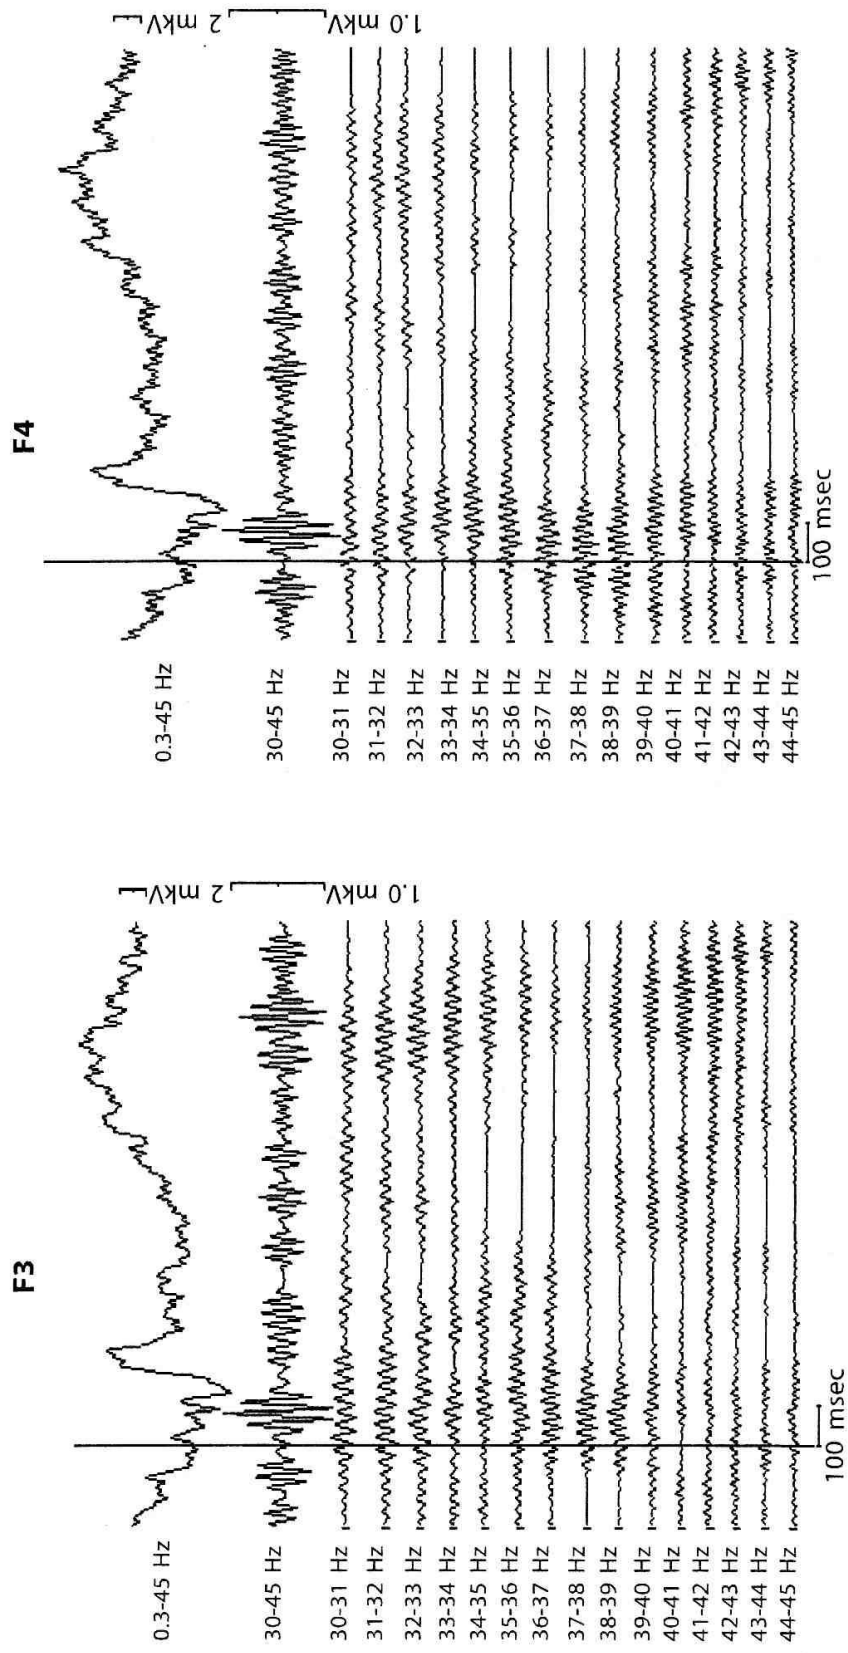 F3
0.3-45 Hz
2 mkV
30-45 Hz
1.0 mkV
30-31 Hz
31-32 Hz
32-33 Hz
33-34 Hz
34-35 Hz
35-36 Hz
36-37 Hz
37-38 Hz
38-39 Hz
39-40 Hz
40-41 Hz
41-42 Hz
42-43 Hz
43-44 Hz
44-45 Hz
100 msec
F4
0.3-45 Hz
2 mkV
30-45 Hz
1.0 mkV
30-31 Hz
31-32 Hz
32-33 Hz
33-34 Hz
34-35 Hz
35-36 Hz
36-37 Hz
37-38 Hz
38-39 Hz
39-40 Hz
40-41 Hz
41-42 Hz
42-43 Hz
43-44 Hz
44-45 Hz
100 msec